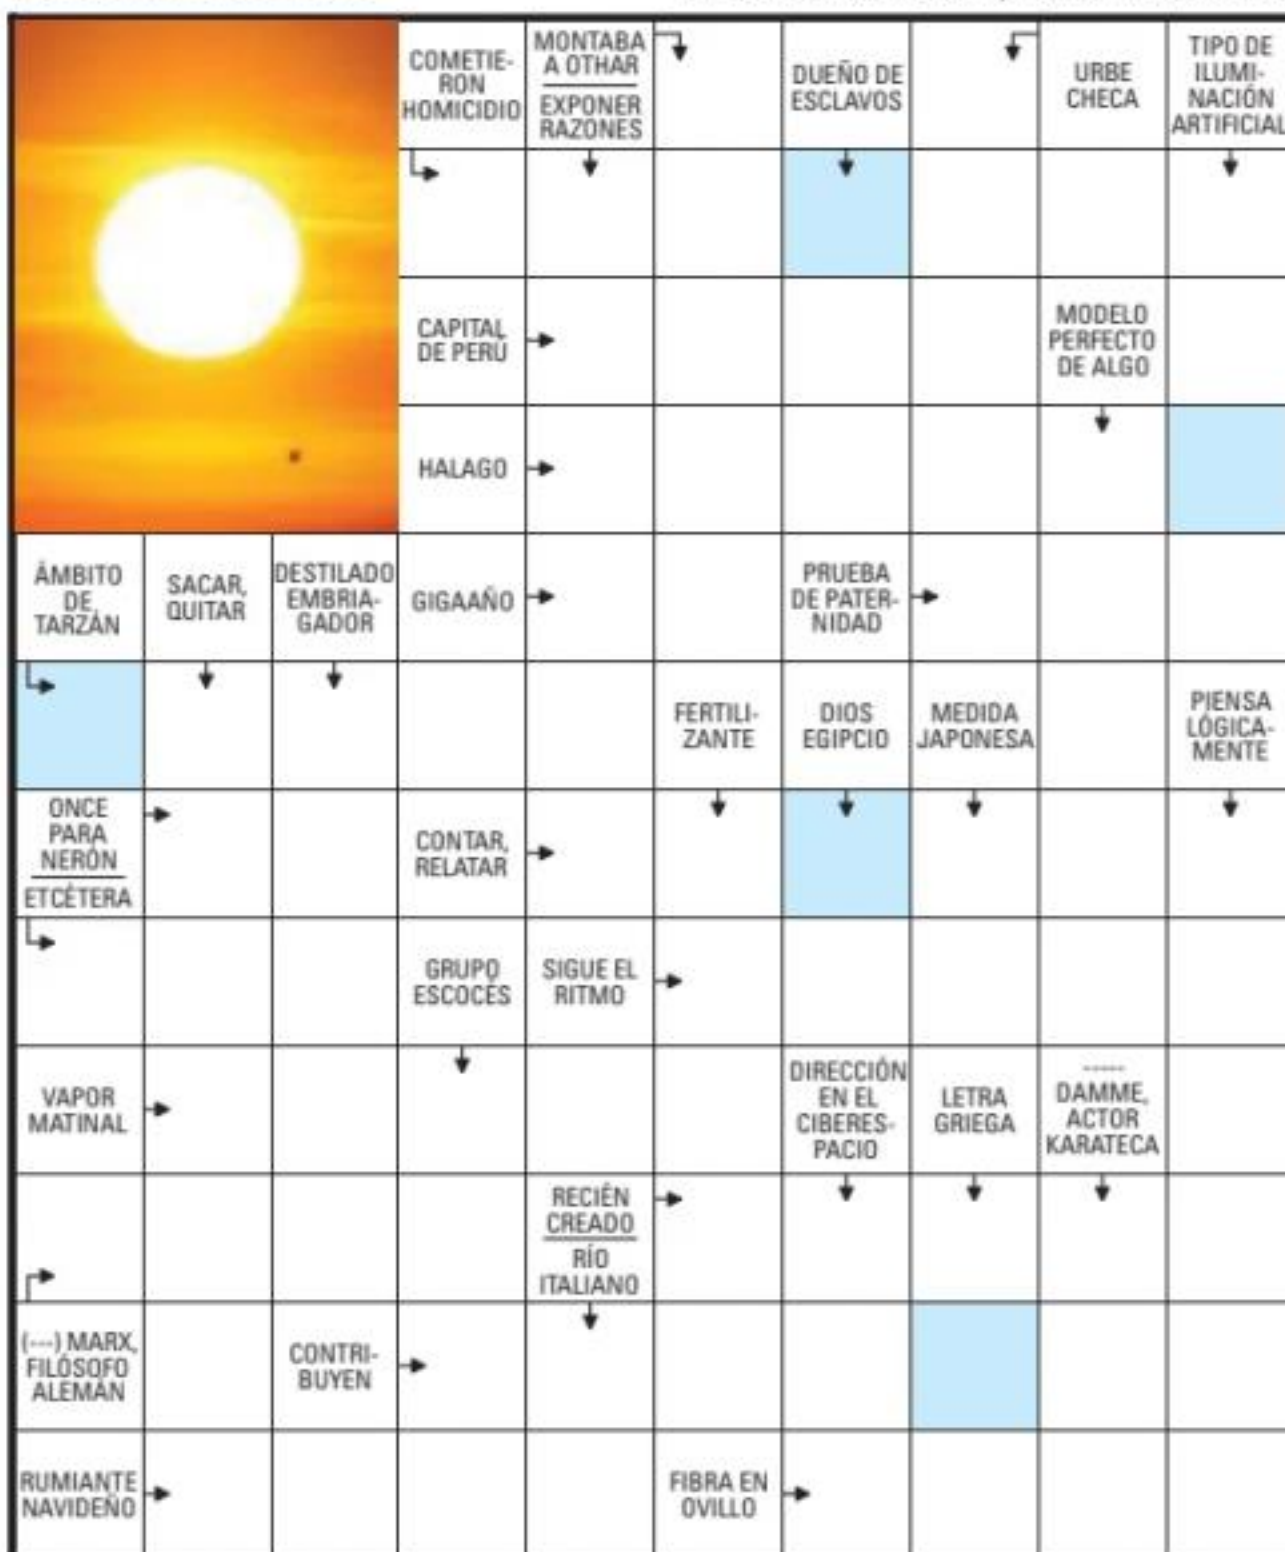 COMETIE-
RON
HOMICIDIO
MONTABA
A OTHAR
EXPONER
RAZONES
DUEÑO DE
ESCLAVOS
URBE
CHECA
TIPO DE
ILUMI-
NACIÓN
ARTIFICIAL
CAPITAL
DE PERÚ
MODELO
PERFECTO
DE ALGO
HALAGO
ÁMBITO
DE
TARZÁN
SACAR,
QUITAR
DESTILADO
EMBRIA-
GADOR
GIGAAÑO
PRUEBA
DE PATER-
NIDAD
FERTILI-
ZANTE
DIOS
EGIPCIO
MEDIDA
JAPONESA
PIENSA
LÓGICA-
MENTE
ONCE
PARA
NERÓN
ETCÉTERA
CONTAR,
RELATAR
GRUPO
ESCOCÉS
SIGUE EL
RITMO
VAPOR
MATINAL
DIRECCIÓN
EN EL
CIBERES-
PACIO
LETRA
GRIEGA
-----
DAMME,
ACTOR
KARATECA
RECIÉN
CREADO
RÍO
ITALIANO
(---) MARX,
FILÓSOFO
ALEMÁN
CONTRI-
BUYEN
RUMIANTE
NAVIDEÑO
FIBRA EN
OVILLO